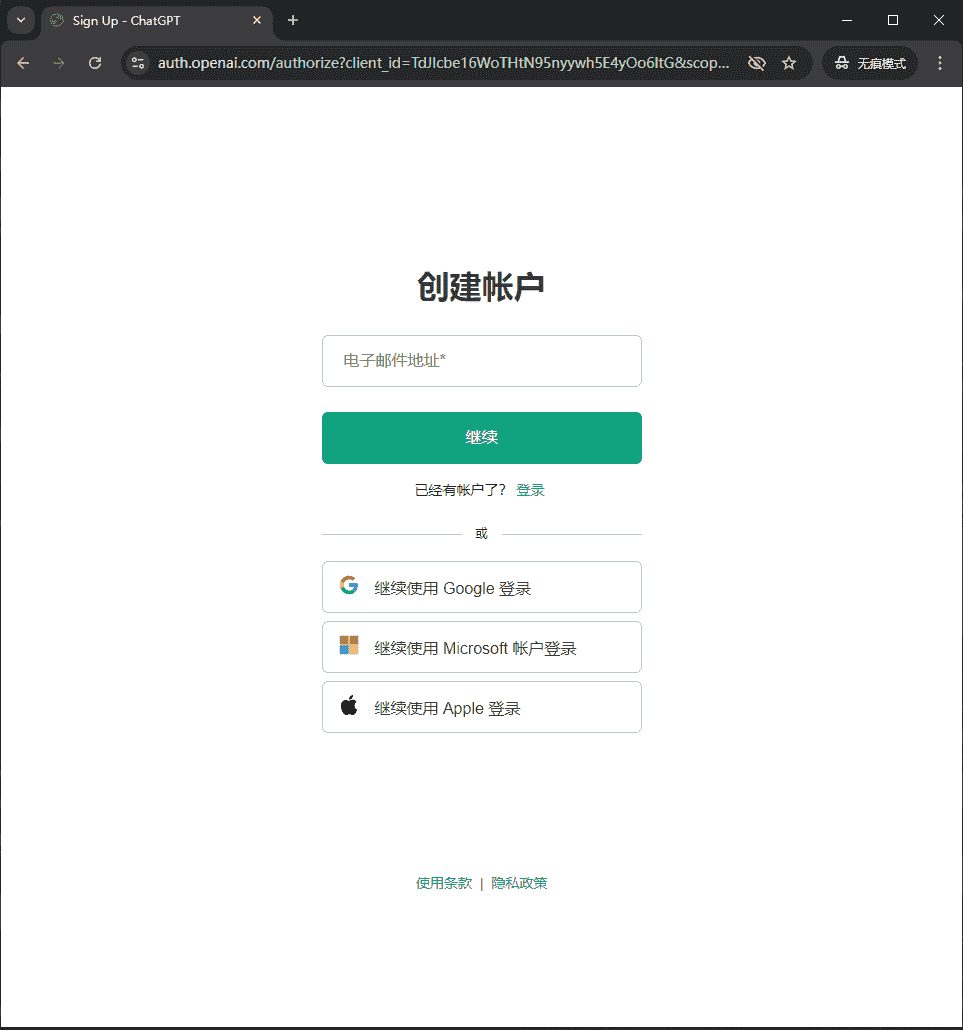 Sign Up - ChatGPT
auth.openai.com/authorize?client_id=TdJIcbe16WoTHtN95nyywh5E4yOo6ItG&scop...
无痕模式
创建帐户
电子邮件地址*
继续
已经有帐户了? 登录
或
继续使用 Google 登录
继续使用 Microsoft 帐户登录
继续使用 Apple 登录
使用条款 | 隐私政策